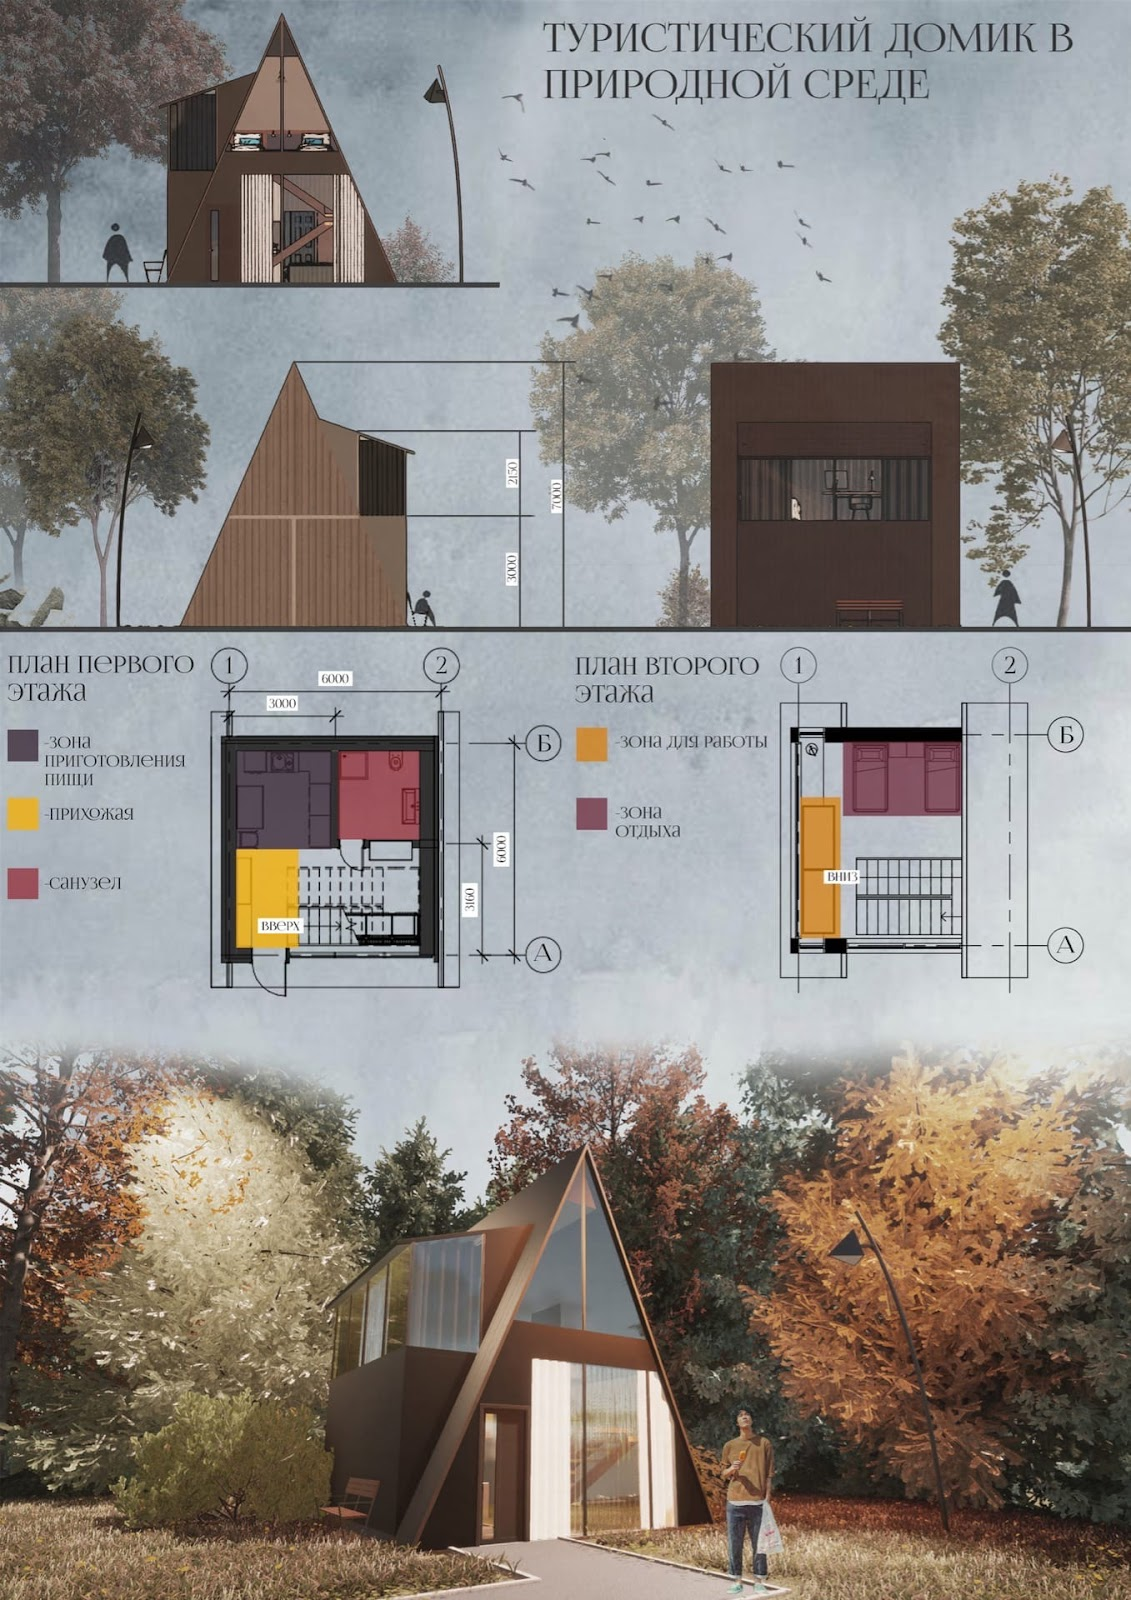 ТУРИСТИЧЕСКИЙ ДОМИК В
ПРИРОДНОЙ СРЕДЕ
2150
7000
3000
ПЛАН ПЕРВОГО
ЭТАЖА
-ЗОНА
ПРИГОТОВЛЕНИЯ
ПИЩИ
-ПРИХОЖАЯ
-САНУЗЕЛ
1
2
6000
3000
Б
6000
3160
ВВЕРХ
А
ПЛАН ВТОРОГО
ЭТАЖА
-ЗОНА ДЛЯ РАБОТЫ
-ЗОНА
ОТДЫХА
1
2
Б
ВНИЗ
А